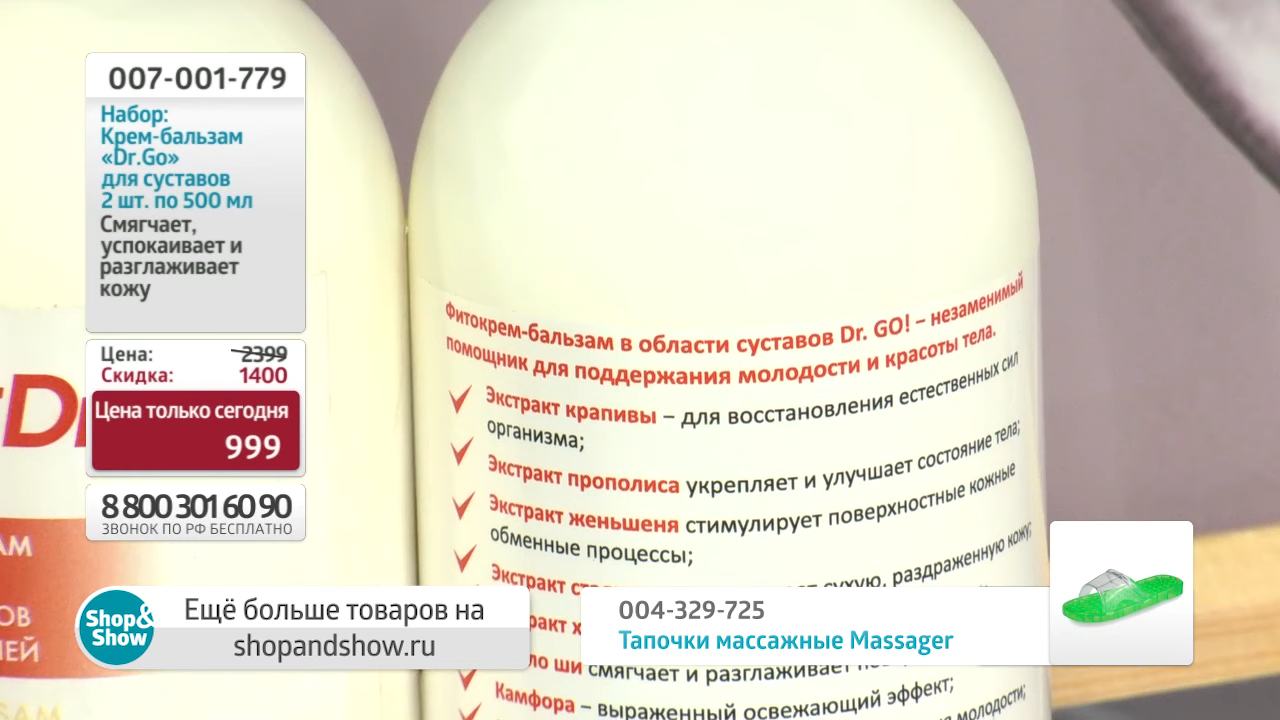 007-001-779
Набор:
Крем-бальзам
«Dr.Go»
для суставов
2 шт. по 500 мл
Смягчает,
успокаивает и
разглаживает
кожу
Цена: 2399
Скидка: 1400
Цена только сегодня
999
8 800 301 60 90
ЗВОНОК ПО РФ БЕСПЛАТНО
Фитокрем-бальзам в области суставов Dr. GO! – незаменимый
помощник для поддержания молодости и красоты тела.
Экстракт крапивы – для восстановления естественных сил
организма;
Экстракт прополиса укрепляет и улучшает состояние тела;
Экстракт женьшеня стимулирует поверхностные кожные
обменные процессы;
Экстракт сухую, раздраженную кожу;
ши смягчает и разглаживает
Камфора – выраженный освежающий эффект;
молодости;
Shop&
Show
Ещё больше товаров на
shopandshow.ru
004-329-725
Тапочки массажные Massager